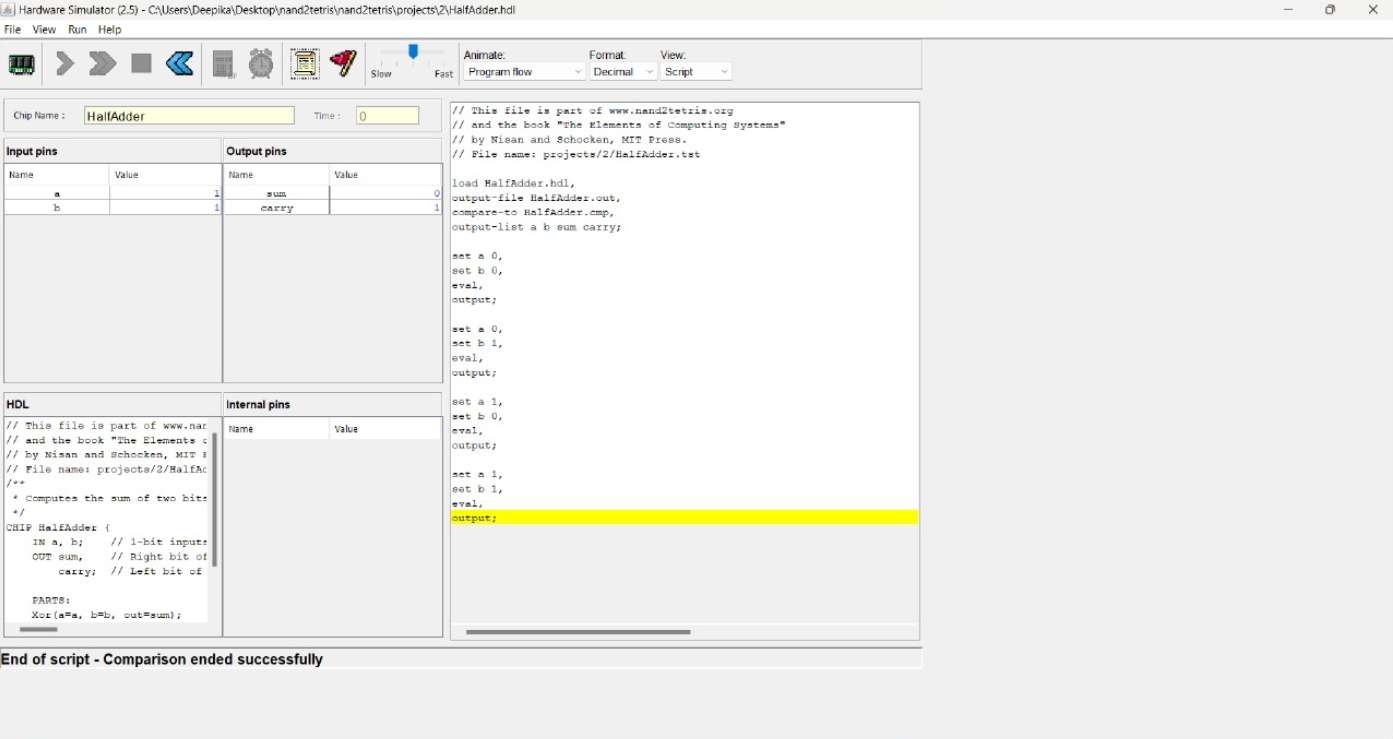 Hardware Simulator (2.5) - C:\Users\Deepika\Desktop\nand2tetris\nand2tetris\projects\2\HalfAdder.hdl
File View Run Help
Slow Fast
Animate: Format: View:
Program flow Decimal Script
Chip Name : HalfAdder Time : 0
Input pins
Name Value
a 1
b 1
Output pins
Name Value
sum 0
carry 1
HDL
// This file is part of www.nan
// and the book "The Elements c
// by Nisan and Schocken, MIT P
// File name: projects/2/HalfAd
/**
* Computes the sum of two bits
*/
CHIP HalfAdder {
IN a, b; // 1-bit inputs
OUT sum, // Right bit of
carry; // Left bit of
PARTS:
Xor(a=a, b=b, out=sum);
Internal pins
Name Value
// This file is part of www.nand2tetris.org
// and the book "The Elements of Computing Systems"
// by Nisan and Schocken, MIT Press.
// File name: projects/2/HalfAdder.tst
load HalfAdder.hdl,
output-file HalfAdder.out,
compare-to HalfAdder.cmp,
output-list a b sum carry;
set a 0,
set b 0,
eval,
output;
set a 0,
set b 1,
eval,
output;
set a 1,
set b 0,
eval,
output;
set a 1,
set b 1,
eval,
output;
End of script - Comparison ended successfully